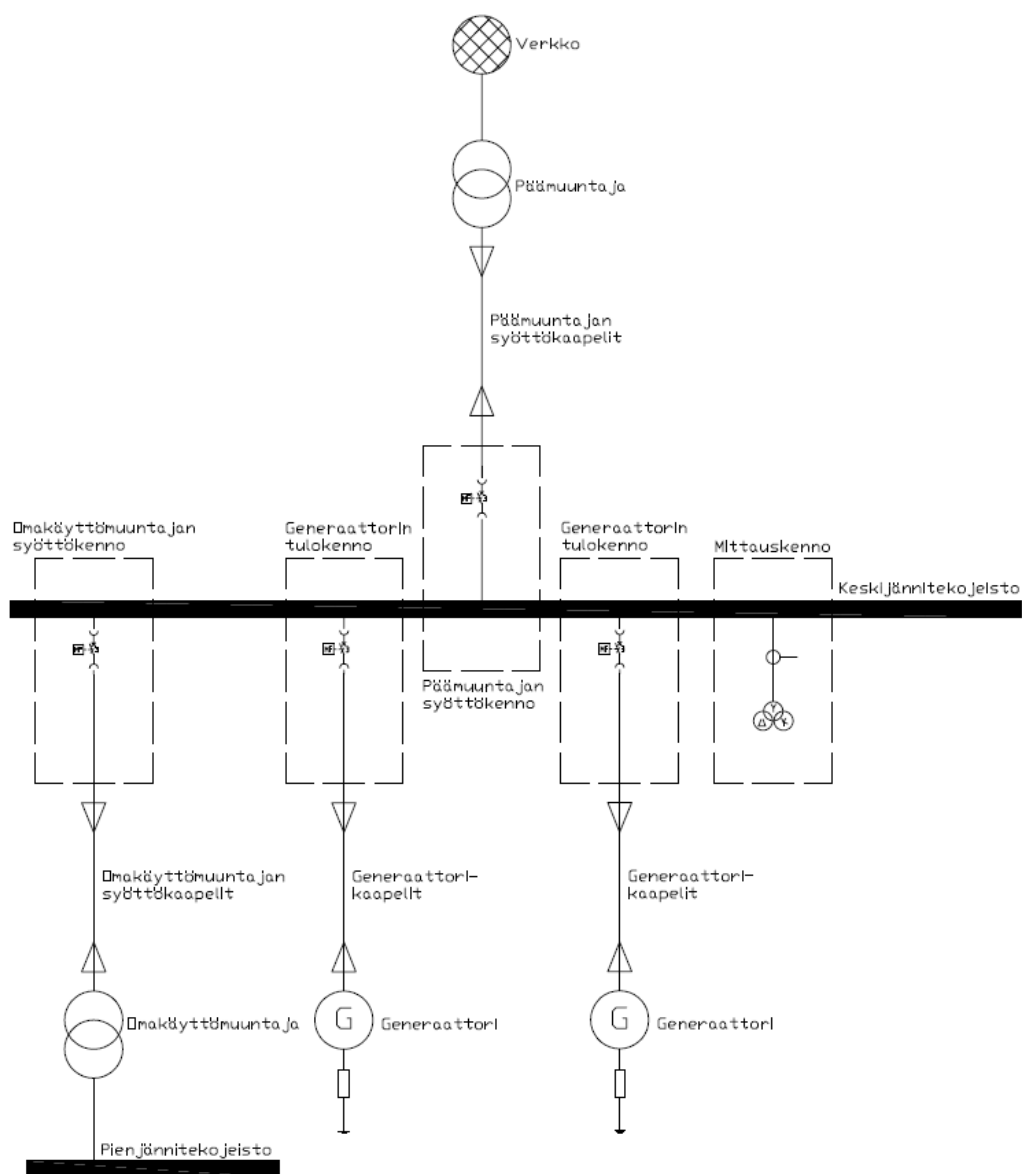 Verkko
Päämuuntaja
Päämuuntajan
syöttökaapelit
Omakäyttömuuntajan
syöttökenno
Generaattorin
tulokenno
Generaattorin
tulokenno
Mittauskenno
Keskijännitekojeisto
Päämuuntajan
syöttökenno
Y
Δ
K
Omakäyttömuuntajan
syöttökaapelit
Generaattori-
kaapelit
Generaattori-
kaapelit
Omakäyttömuuntaja
G
Generaattori
G
Generaattori
Pienjännitekojeisto